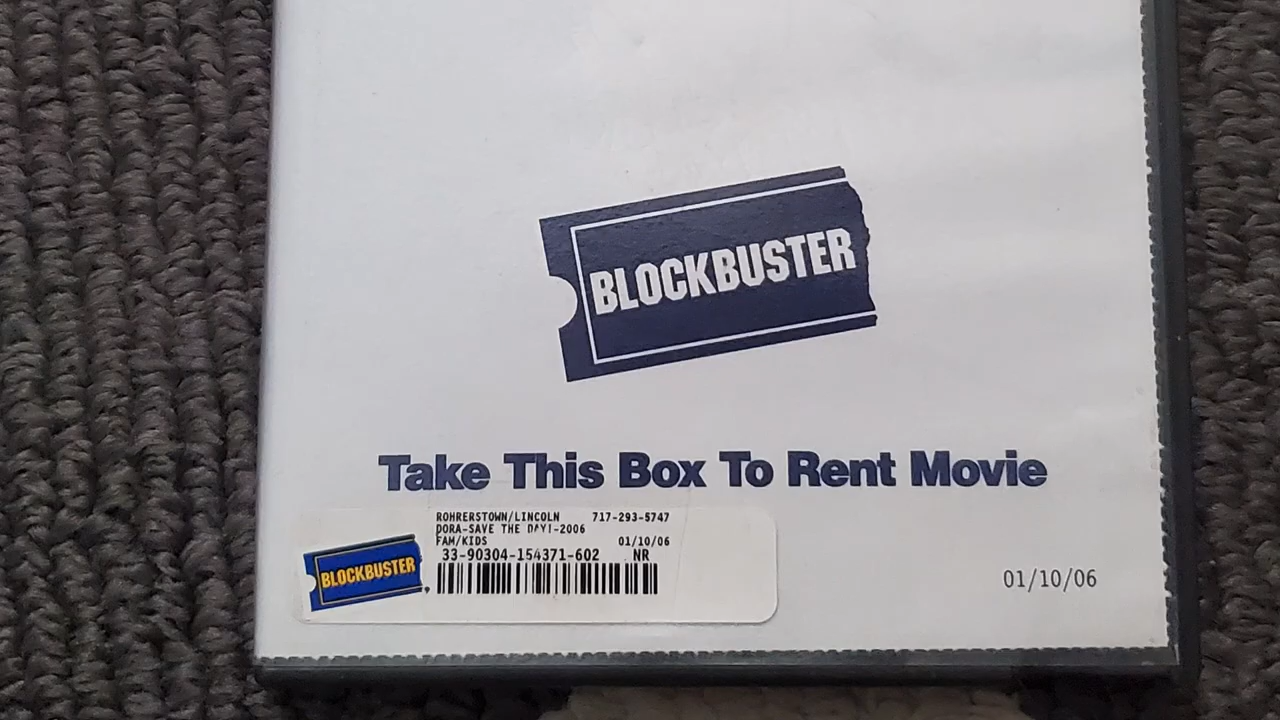 BLOCKBUSTER
Take This Box To Rent Movie
ROHRERSTOWN/LINCOLN 717-293-5747
DORA-SAVE THE DAY!-2006
FAM/KIDS 01/10/06
33-90304-154371-602 NR
BLOCKBUSTER
01/10/06